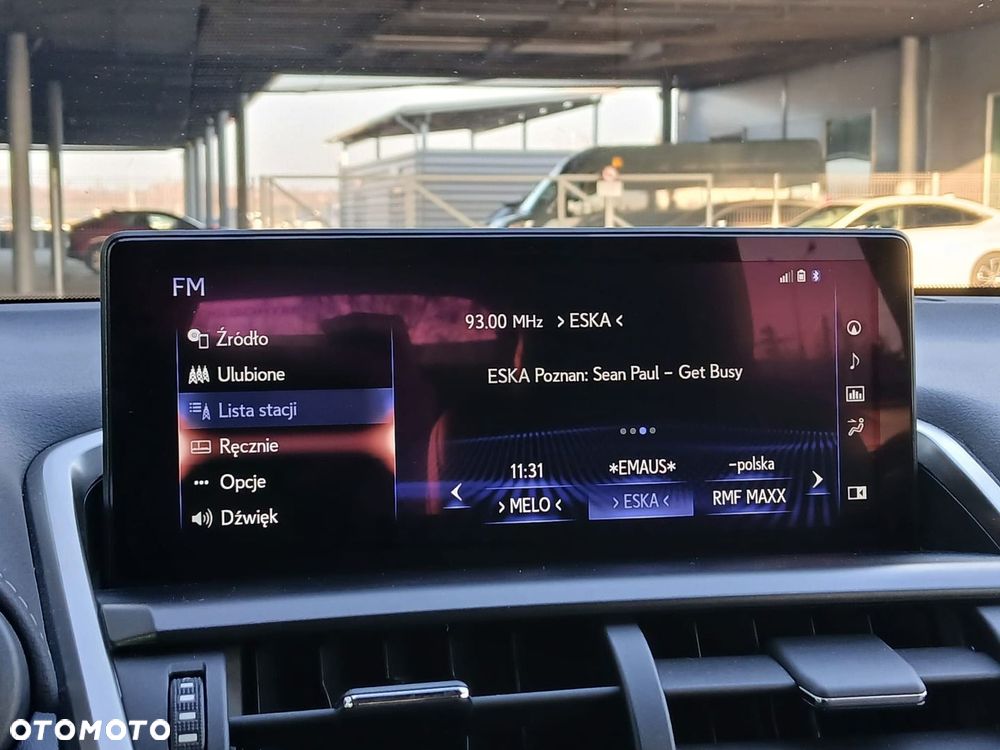 FM
93.00 MHz >ESKA<
Źródło
Ulubione
Lista stacji
Ręcznie
Opcje
Dźwięk
ESKA Poznan: Sean Paul – Get Busy
11:31 *EMAUS* –polska
>MELO< >ESKA< RMF MAXX
OTOMOTO